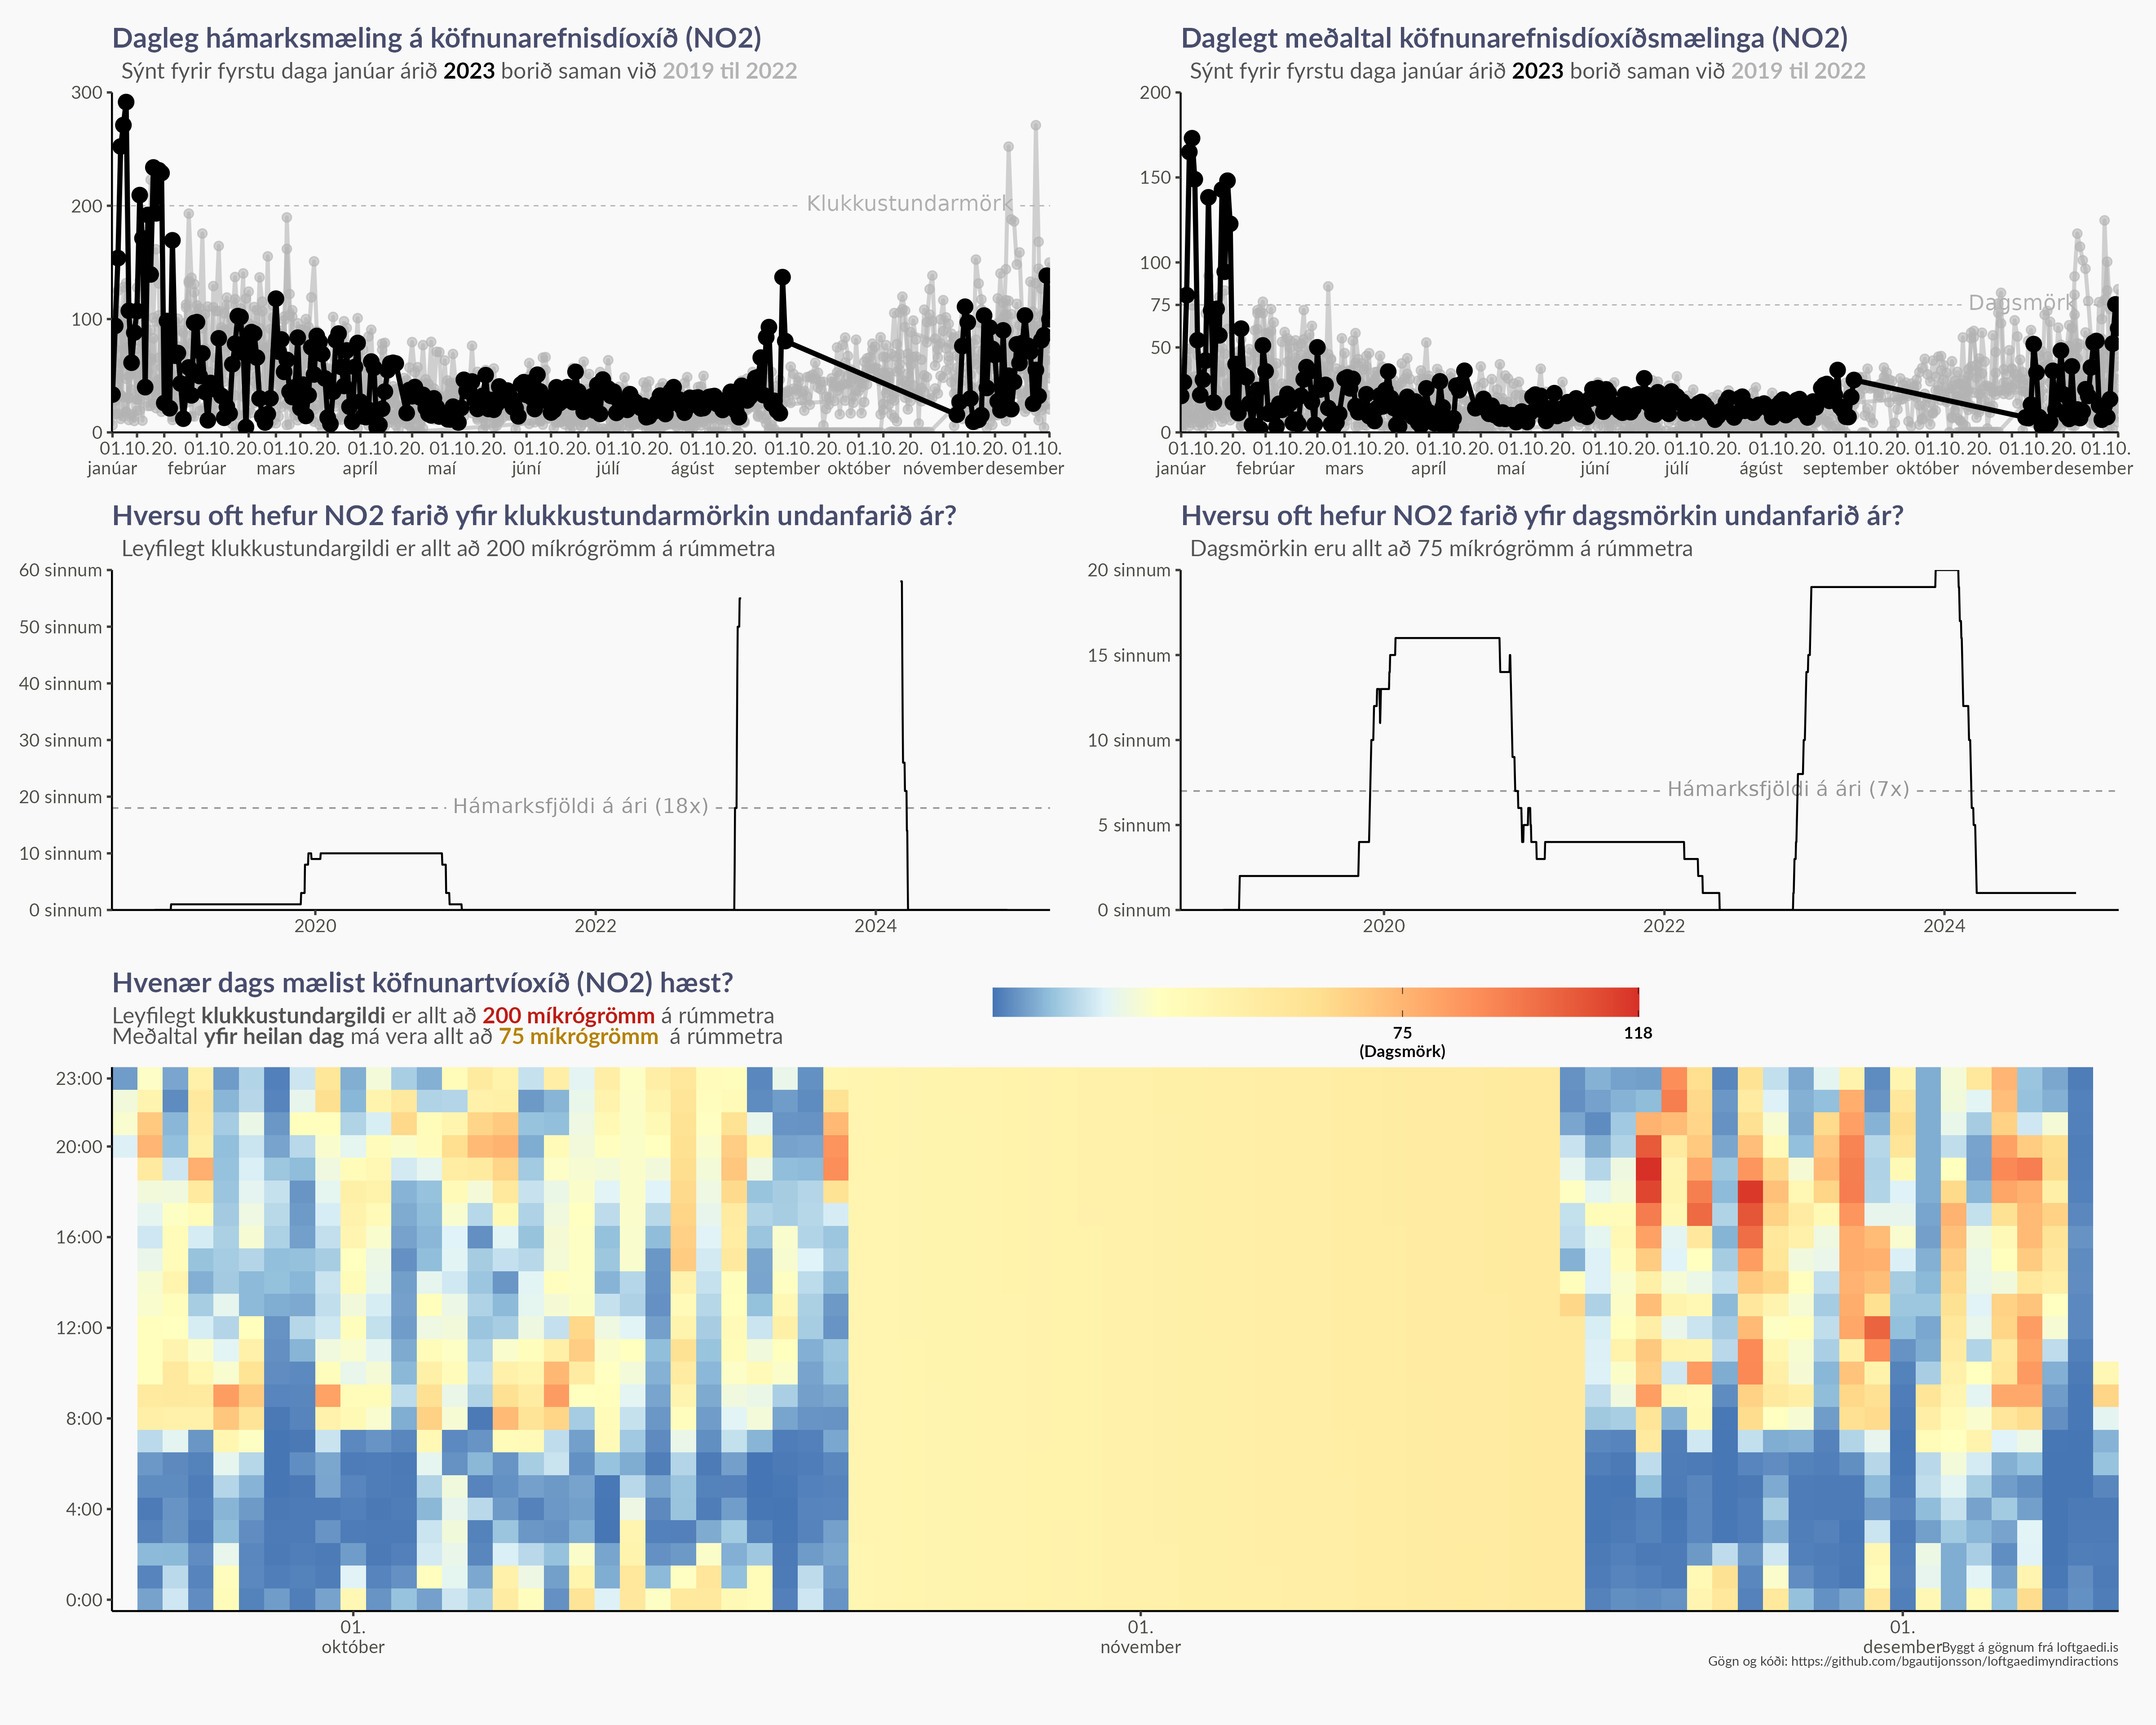 Dagleg hámarksmæling á köfnunarefnisdíoxíð (NO2)
Sýnt fyrir fyrstu daga janúar árið 2023 borið saman við 2019 til 2022
300
200
100
0
Klukkustundarmörk
01.10.20. 01.10.20. 01.10.20. 01.10.20. 01.10.20. 01.10.20. 01.10.20. 01.10.20. 01.10.20. 01.10.20. 01.10.20. 01.10.
janúar febrúar mars apríl maí júní júlí ágúst september október nóvember desember
Daglegt meðaltal köfnunarefnisdíoxíðsmælinga (NO2)
Sýnt fyrir fyrstu daga janúar árið 2023 borið saman við 2019 til 2022
200
150
100
75
50
0
Dagsmörk
01.10.20. 01.10.20. 01.10.20. 01.10.20. 01.10.20. 01.10.20. 01.10.20. 01.10.20. 01.10.20. 01.10.20. 01.10.20. 01.10.
janúar febrúar mars apríl maí júní júlí ágúst september október nóvember desember
Hversu oft hefur NO2 farið yfir klukkustundarmörkin undanfarið ár?
Leyfilegt klukkustundargildi er allt að 200 míkrógrömm á rúmmetra
60 sinnum
50 sinnum
40 sinnum
30 sinnum
20 sinnum
10 sinnum
0 sinnum
Hámarksfjöldi á ári (18x)
2020 2022 2024
Hversu oft hefur NO2 farið yfir dagsmörkin undanfarið ár?
Dagsmörkin eru allt að 75 míkrógrömm á rúmmetra
20 sinnum
15 sinnum
10 sinnum
5 sinnum
0 sinnum
Hámarksfjöldi á ári (7x)
2020 2022 2024
Hvenær dags mælist köfnunartvíoxíð (NO2) hæst?
Leyfilegt klukkustundargildi er allt að 200 míkrógrömm á rúmmetra
Meðaltal yfir heilan dag má vera allt að 75 míkrógrömm á rúmmetra
75 118
(Dagsmörk)
23:00
20:00
16:00
12:00
8:00
4:00
0:00
01. 01. 01.
október nóvember desember
Byggt á gögnum frá loftgaedi.is
Gögn og kóði: https://github.com/bgautijonsson/loftgaedimyndiractions